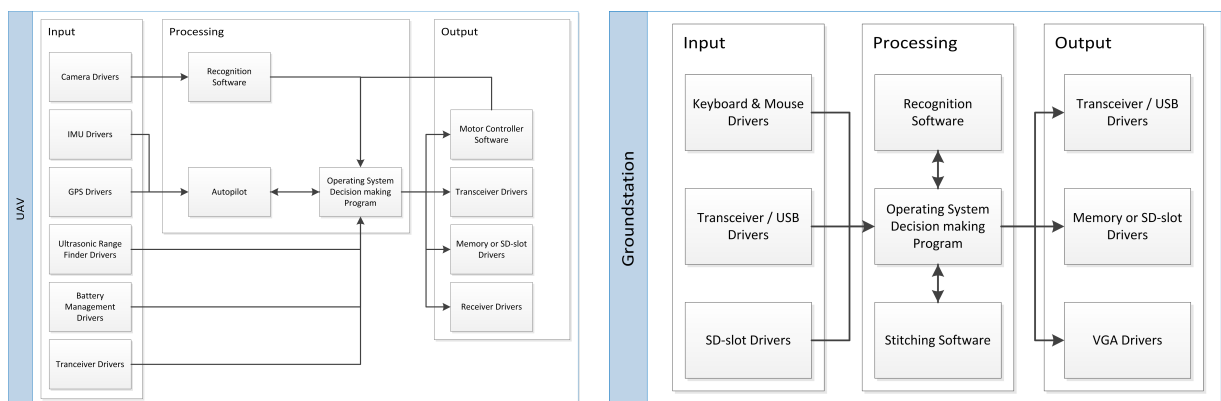 UAV
Input
Camera Drivers
IMU Drivers
GPS Drivers
Ultrasonic Range
Finder Drivers
Battery
Management
Drivers
Tranceiver Drivers
Processing
Recognition
Software
Autopilot
Operating System
Decision making
Program
Output
Motor Controller
Software
Transceiver Drivers
Memory or SD-slot
Drivers
Receiver Drivers
Groundstation
Input
Keyboard & Mouse
Drivers
Transceiver / USB
Drivers
SD-slot Drivers
Processing
Recognition
Software
Operating System
Decision making
Program
Stitching Software
Output
Transceiver / USB
Drivers
Memory or SD-slot
Drivers
VGA Drivers